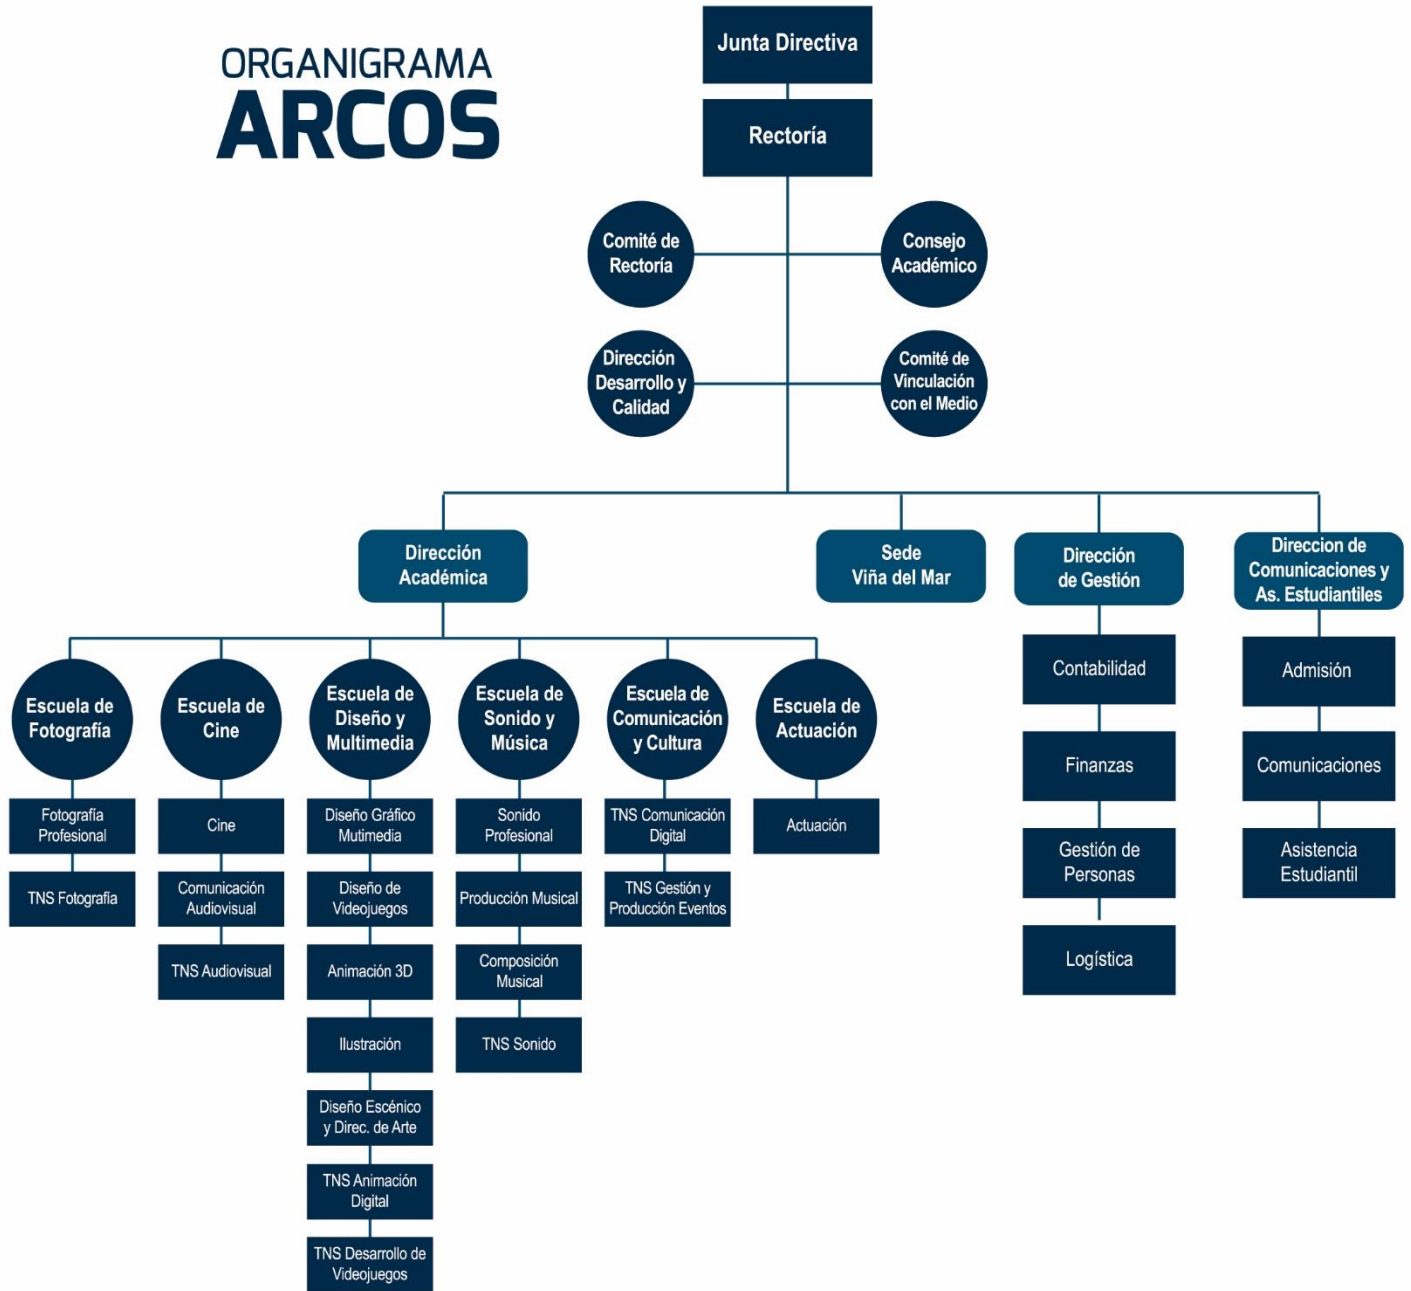 ORGANIGRAMA
ARCOS
Junta Directiva
Rectoría
Comité de
Rectoría
Consejo
Académico
Dirección
Desarrollo y
Calidad
Comité de
Vinculación
con el Medio
Dirección
Académica
Sede
Viña del Mar
Dirección
de Gestión
Direccion de
Comunicaciones y
As. Estudiantiles
Escuela de
Fotografía
Fotografía
Profesional
TNS Fotografía
Escuela de
Cine
Cine
Comunicación
Audiovisual
TNS Audiovisual
Escuela de
Diseño y
Multimedia
Diseño Gráfico
Mutimedia
Diseño de
Videojuegos
Animación 3D
Ilustración
Diseño Escénico
y Direc. de Arte
TNS Animación
Digital
TNS Desarrollo de
Videojuegos
Escuela de
Sonido y
Música
Sonido
Profesional
Producción Musical
Composición
Musical
TNS Sonido
Escuela de
Comunicación
y Cultura
TNS Comunicación
Digital
TNS Gestión y
Producción Eventos
Escuela de
Actuación
Actuación
Contabilidad
Finanzas
Gestión de
Personas
Logística
Admisión
Comunicaciones
Asistencia
Estudiantil